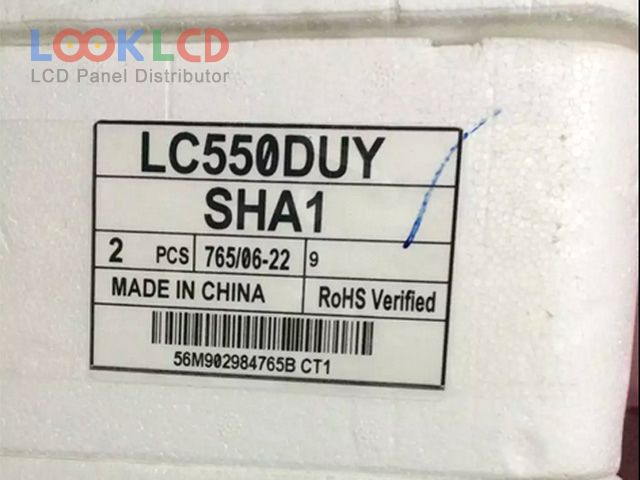 LOOKLCD
LCD Panel Distributor
LC550DUY
SHA1
2 PCS 765/06-22 9
MADE IN CHINA RoHS Verified
56M902984765B CT1